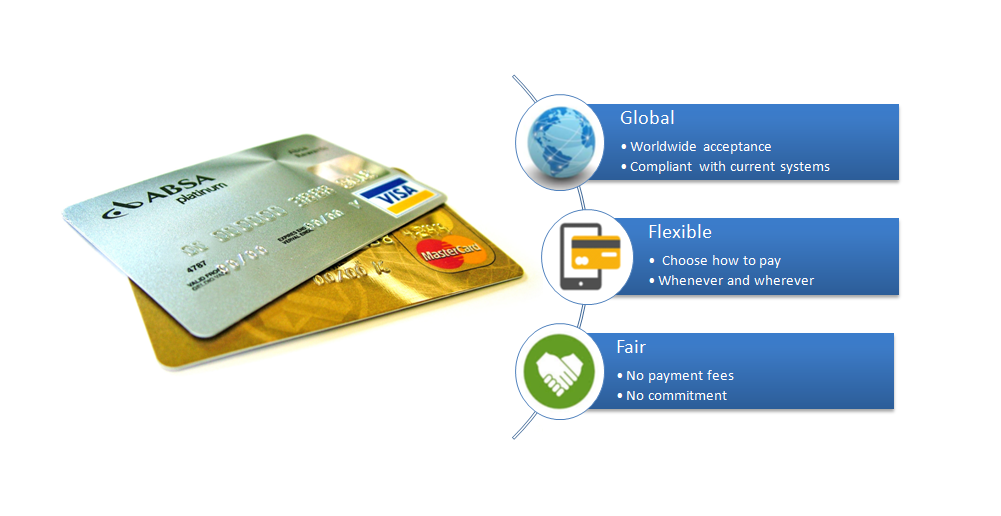 ABSA
platinum
VISA
4787
MasterCard
Global
• Worldwide acceptance
• Compliant with current systems
Flexible
• Choose how to pay
• Whenever and wherever
Fair
• No payment fees
• No commitment